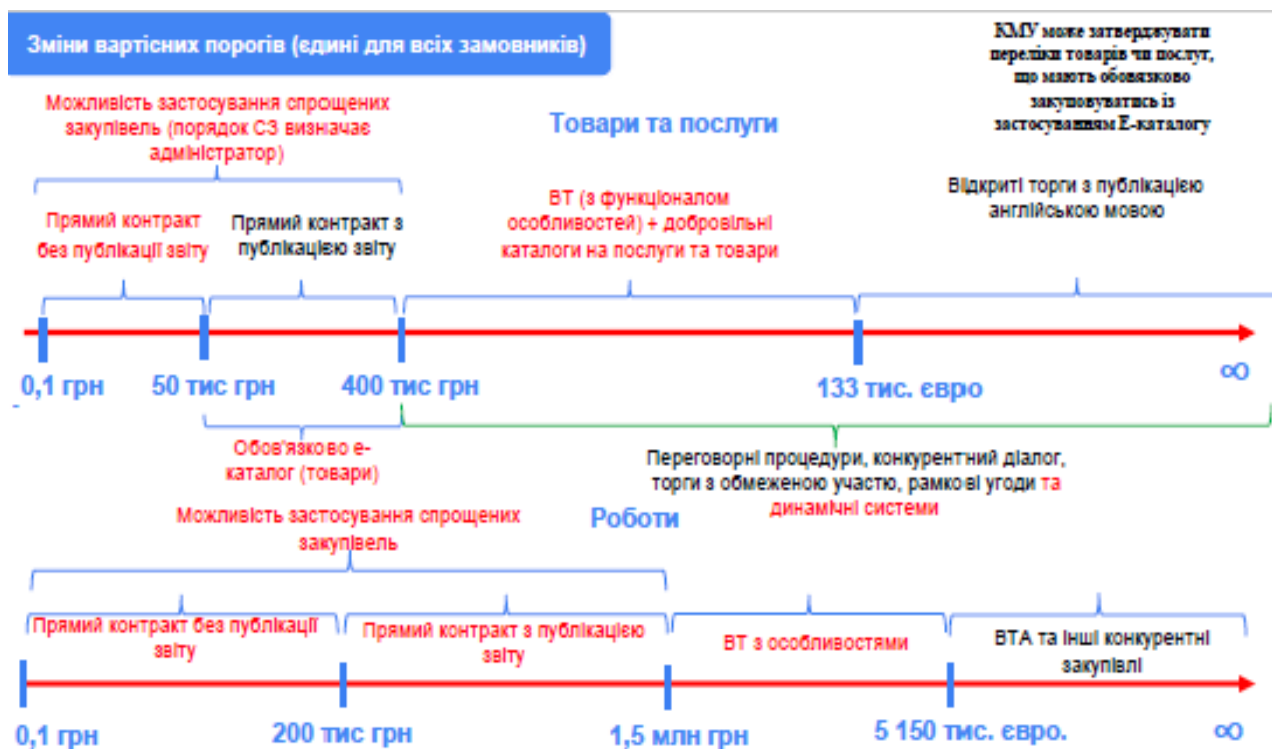 Зміни вартісних порогів (єдині для всіх замовників)
КМУ може затверджувати
переліки товарів чи послуг,
що мають обовязково
закуповуватись із
застосуванням Е-каталогу
Можливість застосування спрощених
закупівель (порядок СЗ визначає
адміністратор)
Товари та послуги
Прямий контракт
без публікації звіту
Прямий контракт з
публікацією звіту
ВТ (з функціоналом
особливостей) + добровільні
каталоги на послуги та товари
Відкриті торги з публікацією
англійською мовою
0,1 грн
50 тис грн
400 тис грн
133 тис. євро
∞
Обов'язково е-
каталог (товари)
Переговорні процедури, конкурентний діалог,
торги з обмеженою участю, рамкові угоди та
динамічні системи
Можливість застосування спрощених
закупівель
Роботи
Прямий контракт без публікації
звіту
Прямий контракт з публікацією
звіту
ВТ з особливостями
ВТА та інші конкурентні
закупівлі
0,1 грн
200 тис грн
1,5 млн грн
5 150 тис. євро.
∞